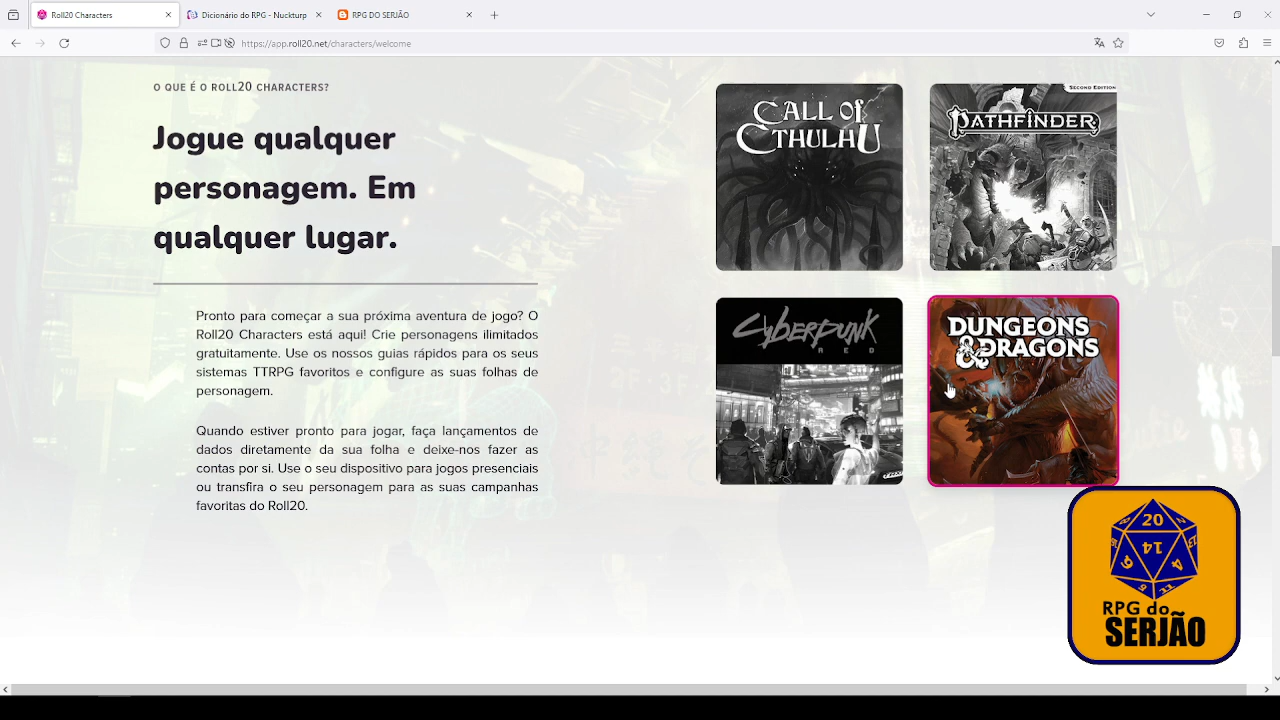 Roll20 Characters
Dicionário do RPG - Nuckturp
RPG DO SERJÃO
https://app.roll20.net/characters/welcome
O QUE É O ROLL20 CHARACTERS?
Jogue qualquer
personagem. Em
qualquer lugar.
Pronto para começar a sua próxima aventura de jogo? O
Roll20 Characters está aqui! Crie personagens ilimitados
gratuitamente. Use os nossos guias rápidos para os seus
sistemas TTRPG favoritos e configure as suas folhas de
personagem.
Quando estiver pronto para jogar, faça lançamentos de
dados diretamente da sua folha e deixe-nos fazer as
contas por si. Use o seu dispositivo para jogos presenciais
ou transfira o seu personagem para as suas campanhas
favoritas do Roll20.
CALL of
CTHULHU
SECOND EDITION
PATHFINDER
CYBERPUNK
RED
DUNGEONS
& DRAGONS
20
14
RPG do
SERJÃO